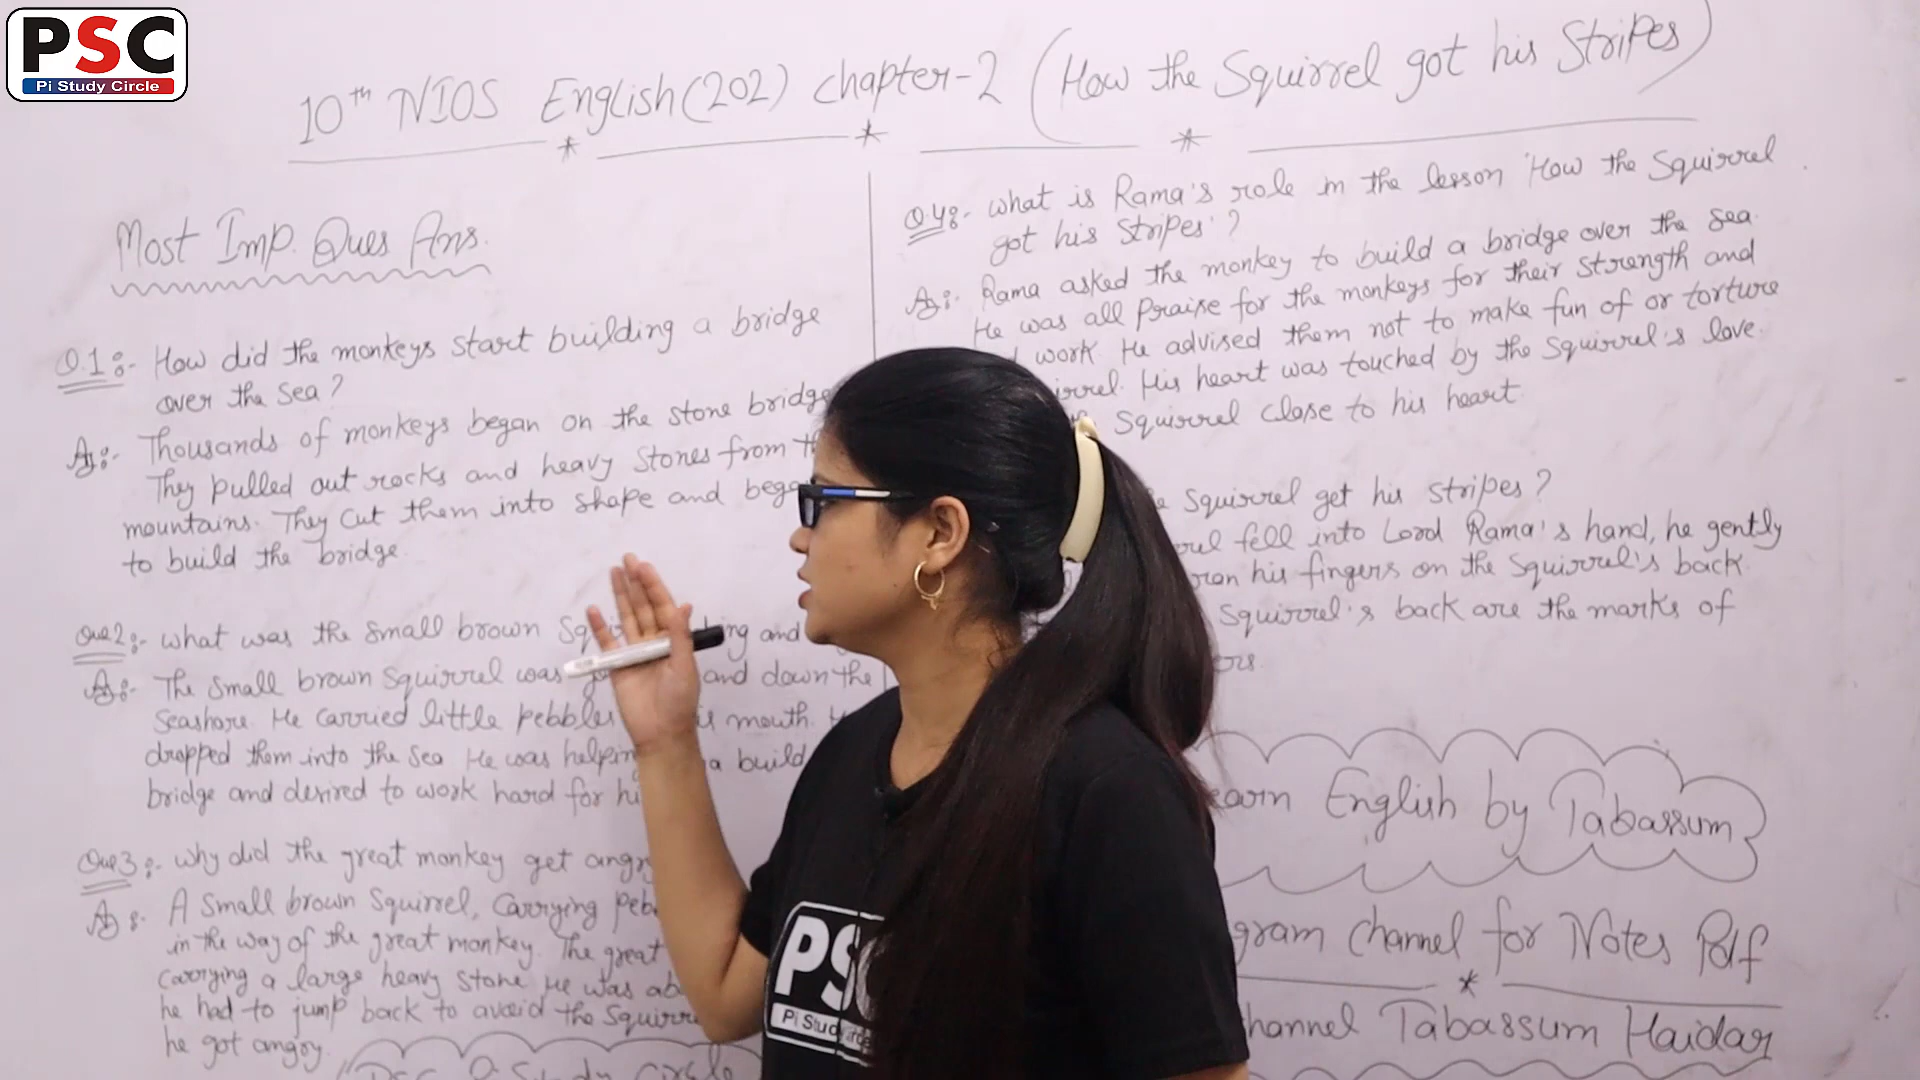 PSC
Pi Study Circle
10th NIOS English (202) Chapter-2 (How the Squirrel got his Stripes)
Most Imp. Ques Ans.
Q.1:- How did the monkeys start building a bridge
over the sea?
A:- Thousands of monkeys began on the stone bridge
They pulled out rocks and heavy stones from
mountains. They cut them into shape and
to build the bridge.
Que2:- what was the small brown and
A:- The small brown squirrel was and down the
seashore. He carried little pebbles mouth.
dropped them into the sea He was build
bridge and desired to work hard for
Que3:- why did the great monkey get angry
A:- A small brown squirrel, carrying
in the way of the great monkey. The great
carrying a large heavy stone He was
he had to jump back to avoid the
he got angry.
PSC Study Circle
Q.4:- what is Rama's role in the lesson 'How the Squirrel
got his Stripes'?
A:- Rama asked the monkey to build a bridge over the sea.
He was all praise for the monkeys for their strength and
work. He advised them not to make fun of or torture
His heart was touched by the squirrel's love.
squirrel close to his heart.
squirrel get his stripes?
fell into Lord Rama's hand, he gently
his fingers on the squirrel's back.
squirrel's back are the marks of
English by Tabassum
channel for Notes Pdf
Tabassum Haidar
PSC
Pi Study